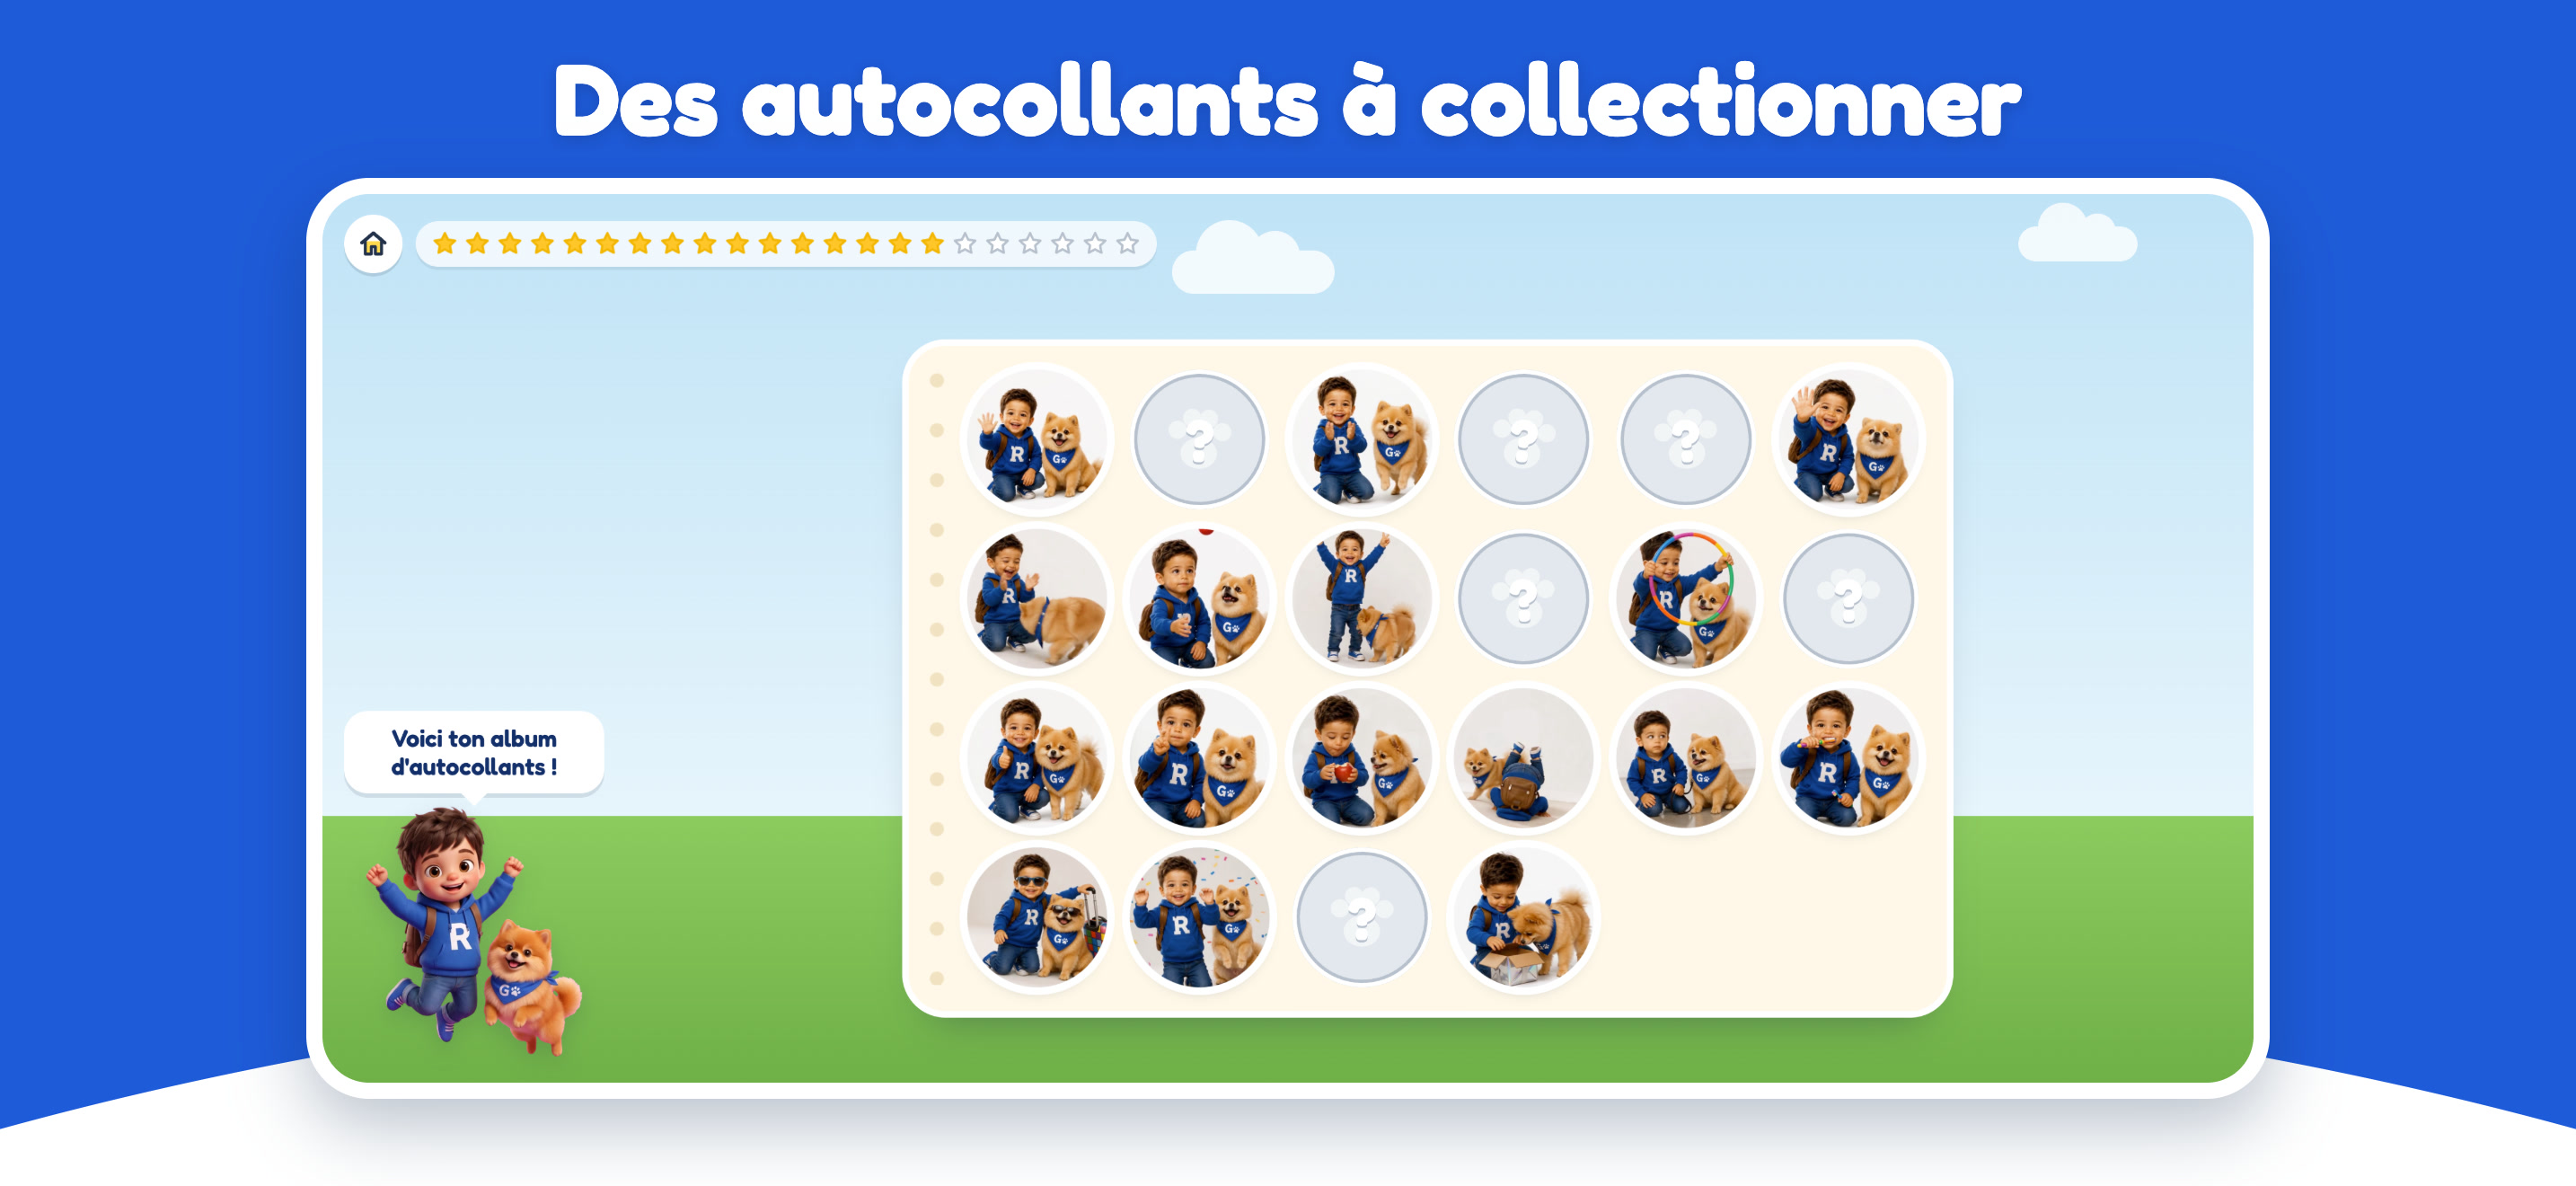 Des autocollants à collectionner
? ? ?
R G R G R G
? ?
R R G R R G
R G R G G R G R G
Voici ton album
d'autocollants !
?
R G R G R G
R
G